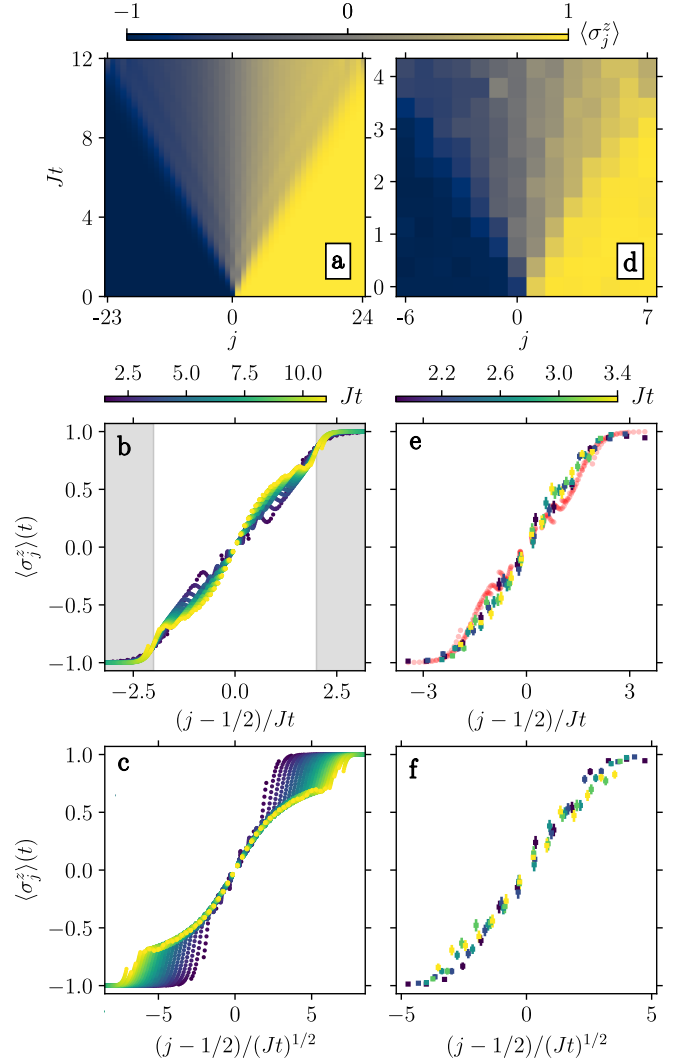 −1 0 1 ⟨σ_j^z⟩
12
8
4
0
Jt
a
-23 0 24
j
4
3
2
1
0
d
-6 0 7
j
2.5 5.0 7.5 10.0 Jt
2.2 2.6 3.0 3.4 Jt
1.0
0.5
0.0
−0.5
−1.0
⟨σ_j^z⟩(t)
b
−2.5 0.0 2.5
(j − 1/2)/Jt
e
−3 0 3
(j − 1/2)/Jt
1.0
0.5
0.0
−0.5
−1.0
⟨σ_j^z⟩(t)
c
−5 0 5
(j − 1/2)/(Jt)^{1/2}
f
−5 0 5
(j − 1/2)/(Jt)^{1/2}